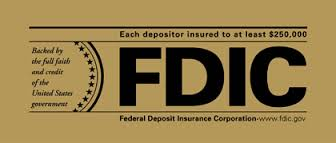 Each depositor insured to at least $250,000
Backed by
the full faith
and credit
of the
United States
government
FDIC
Federal Deposit Insurance Corporation-www.fdic.gov